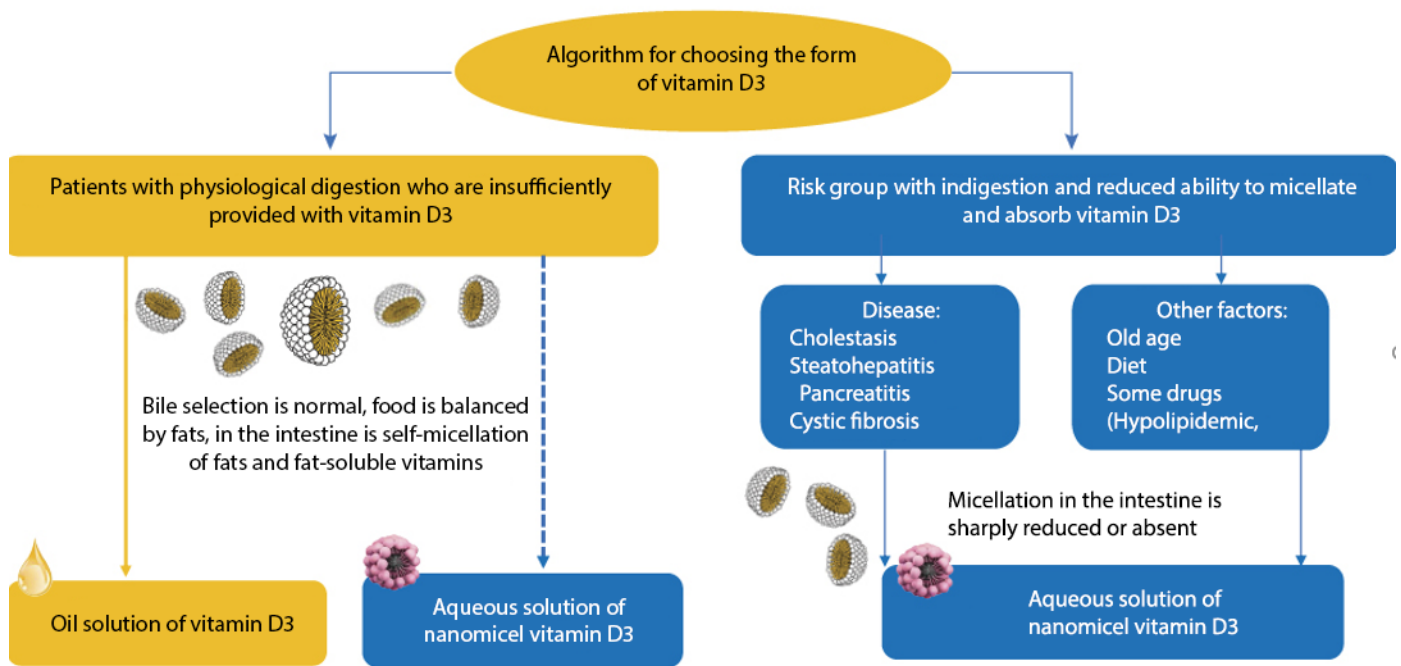 Algorithm for choosing the form
of vitamin D3
Patients with physiological digestion who are insufficiently
provided with vitamin D3
Risk group with indigestion and reduced ability to micellate
and absorb vitamin D3
Disease:
Cholestasis
Steatohepatitis
Pancreatitis
Cystic fibrosis
Other factors:
Old age
Diet
Some drugs
(Hypolipidemic,
Bile selection is normal, food is balanced
by fats, in the intestine is self-micellation
of fats and fat-soluble vitamins
Micellation in the intestine is
sharply reduced or absent
Oil solution of vitamin D3
Aqueous solution of
nanomicel vitamin D3
Aqueous solution of
nanomicel vitamin D3